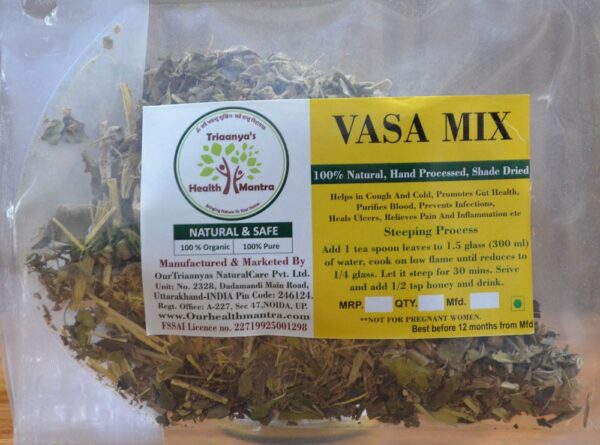 ॐ सर्वे भवन्तु सुखिनः सर्वे सन्तु निरामया
Triaanya's
Health Mantra
Bringing Nature To Your Home
NATURAL & SAFE
100 % Organic 100% Pure
Manufactured & Marketed By
OurTriaanyas NaturalCare Pvt. Ltd.
Unit: No. 2328, Dadamandi Main Road,
Uttarakhand-INDIA Pin Code: 246124.
Regt. Office: A-227, Sec 47,NOIDA, UP.
www.Ourhealthmantra.com
FSSAI Licence no. 22719925001298
VASA MIX
100% Natural, Hand Processed, Shade Dried
Helps in Cough And Cold, Promotes Gut Health,
Purifies Blood, Prevents Infections,
Heals Ulcers, Relieves Pain And Inflammation etc
Steeping Process
Add 1 tea spoon leaves to 1.5 glass (300 ml)
of water, cook on low flame until reduces to
1/4 glass. Let it steep for 30 mins. Seive
and add 1/2 tsp honey and drink.
MRP. QTY. Mfd.
**NOT FOR PREGNANT WOMEN.
Best before 12 months from Mfd